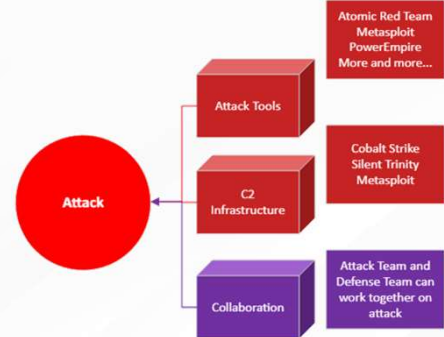 Atomic Red Team
Metasploit
PowerEmpire
More and more...
Attack Tools
Cobalt Strike
Silent Trinity
Metasploit
C2
Infrastructure
Attack
Attack Team and
Defense Team can
work together on
attack
Collaboration